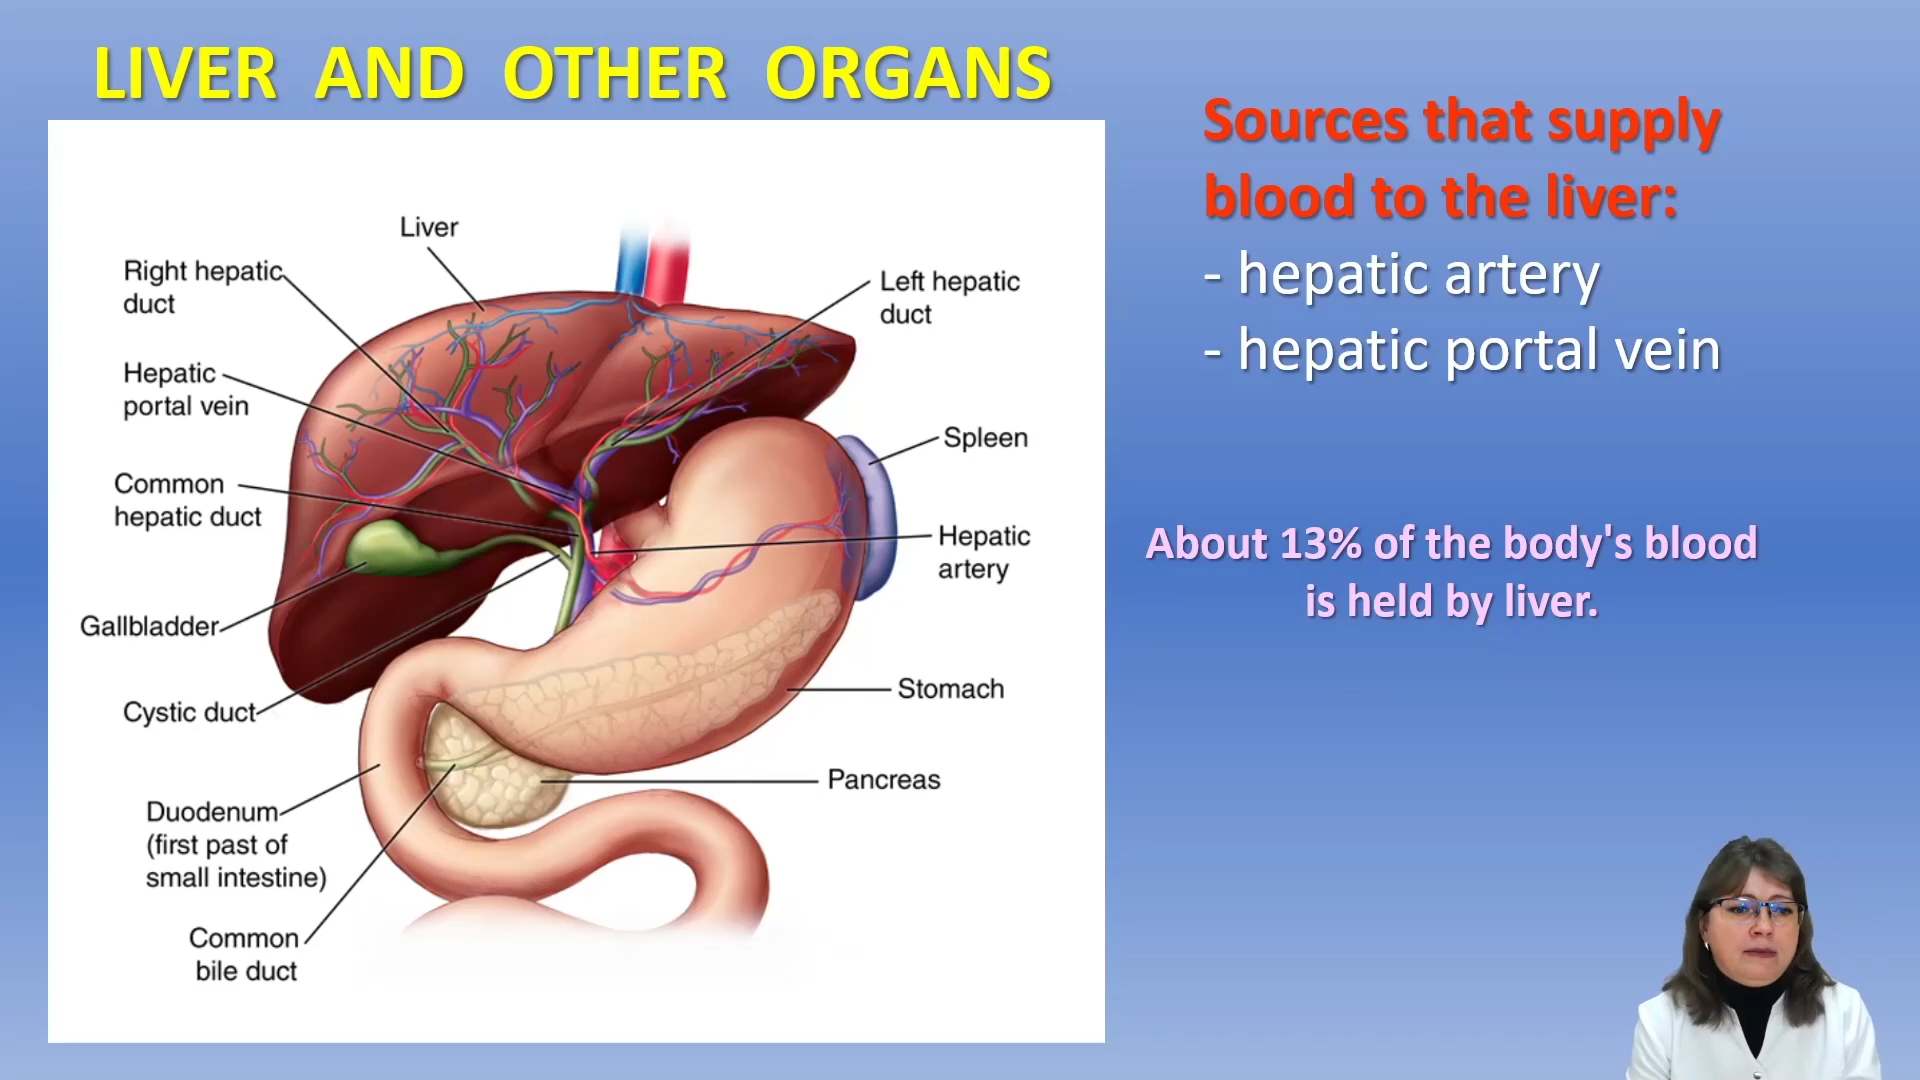 LIVER AND OTHER ORGANS
Sources that supply
blood to the liver:
- hepatic artery
- hepatic portal vein
About 13% of the body's blood
is held by liver.
Liver
Right hepatic
duct
Hepatic
portal vein
Common
hepatic duct
Gallbladder
Cystic duct
Duodenum
(first past of
small intestine)
Common
bile duct
Left hepatic
duct
Spleen
Hepatic
artery
Stomach
Pancreas